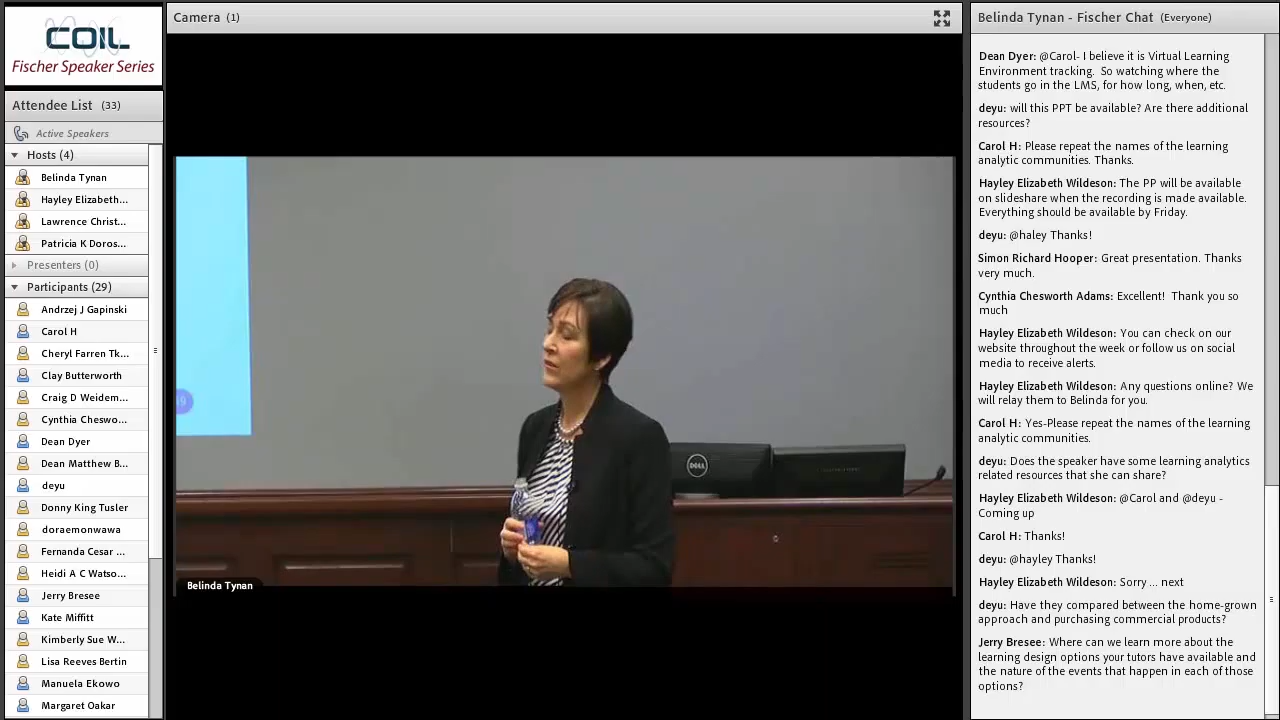 COIL
Fischer Speaker Series
Attendee List (33)
Active Speakers
Hosts (4)
Belinda Tynan
Hayley Elizabeth...
Lawrence Christ...
Patricia K Doros...
Presenters (0)
Participants (29)
Andrzej J Gapinski
Carol H
Cheryl Farren Tk...
Clay Butterworth
Craig D Weidem...
Cynthia Cheswo...
Dean Dyer
Dean Matthew B...
deyu
Donny King Tusler
doraemonwawa
Fernanda Cesar ...
Heidi A C Watso...
Jerry Bresee
Kate Miffitt
Kimberly Sue W...
Lisa Reeves Bertin
Manuela Ekowo
Margaret Oakar
Camera (1)
DELL
Belinda Tynan
Belinda Tynan - Fischer Chat (Everyone)
Dean Dyer: @Carol- I believe it is Virtual Learning
Environment tracking. So watching where the
students go in the LMS, for how long, when, etc.
deyu: will this PPT be available? Are there additional
resources?
Carol H: Please repeat the names of the learning
analytic communities. Thanks.
Hayley Elizabeth Wildeson: The PP will be available
on slideshare when the recording is made available.
Everything should be available by Friday.
deyu: @haley Thanks!
Simon Richard Hooper: Great presentation. Thanks
very much.
Cynthia Chesworth Adams: Excellent! Thank you so
much
Hayley Elizabeth Wildeson: You can check on our
website throughout the week or follow us on social
media to receive alerts.
Hayley Elizabeth Wildeson: Any questions online? We
will relay them to Belinda for you.
Carol H: Yes-Please repeat the names of the learning
analytic communities.
deyu: Does the speaker have some learning analytics
related resources that she can share?
Hayley Elizabeth Wildeson: @Carol and @deyu -
Coming up
Carol H: Thanks!
deyu: @hayley Thanks!
Hayley Elizabeth Wildeson: Sorry ... next
deyu: Have they compared between the home-grown
approach and purchasing commercial products?
Jerry Bresee: Where can we learn more about the
learning design options your tutors have available and
the nature of the events that happen in each of those
options?